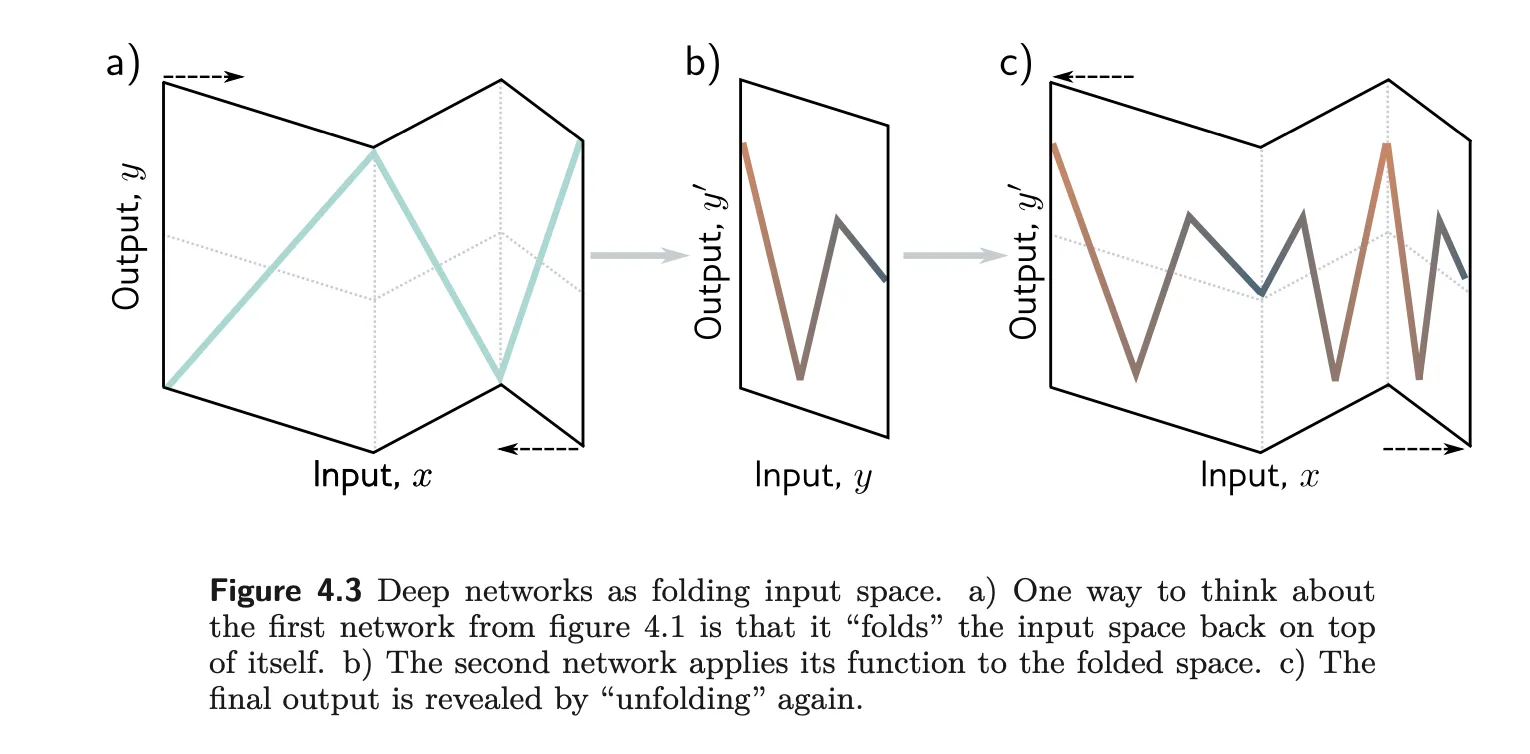 a)
Output, y
Input, x
b)
Output, y′
Input, y
c)
Output, y′
Input, x
Figure 4.3 Deep networks as folding input space. a) One way to think about
the first network from figure 4.1 is that it “folds” the input space back on top
of itself. b) The second network applies its function to the folded space. c) The
final output is revealed by “unfolding” again.